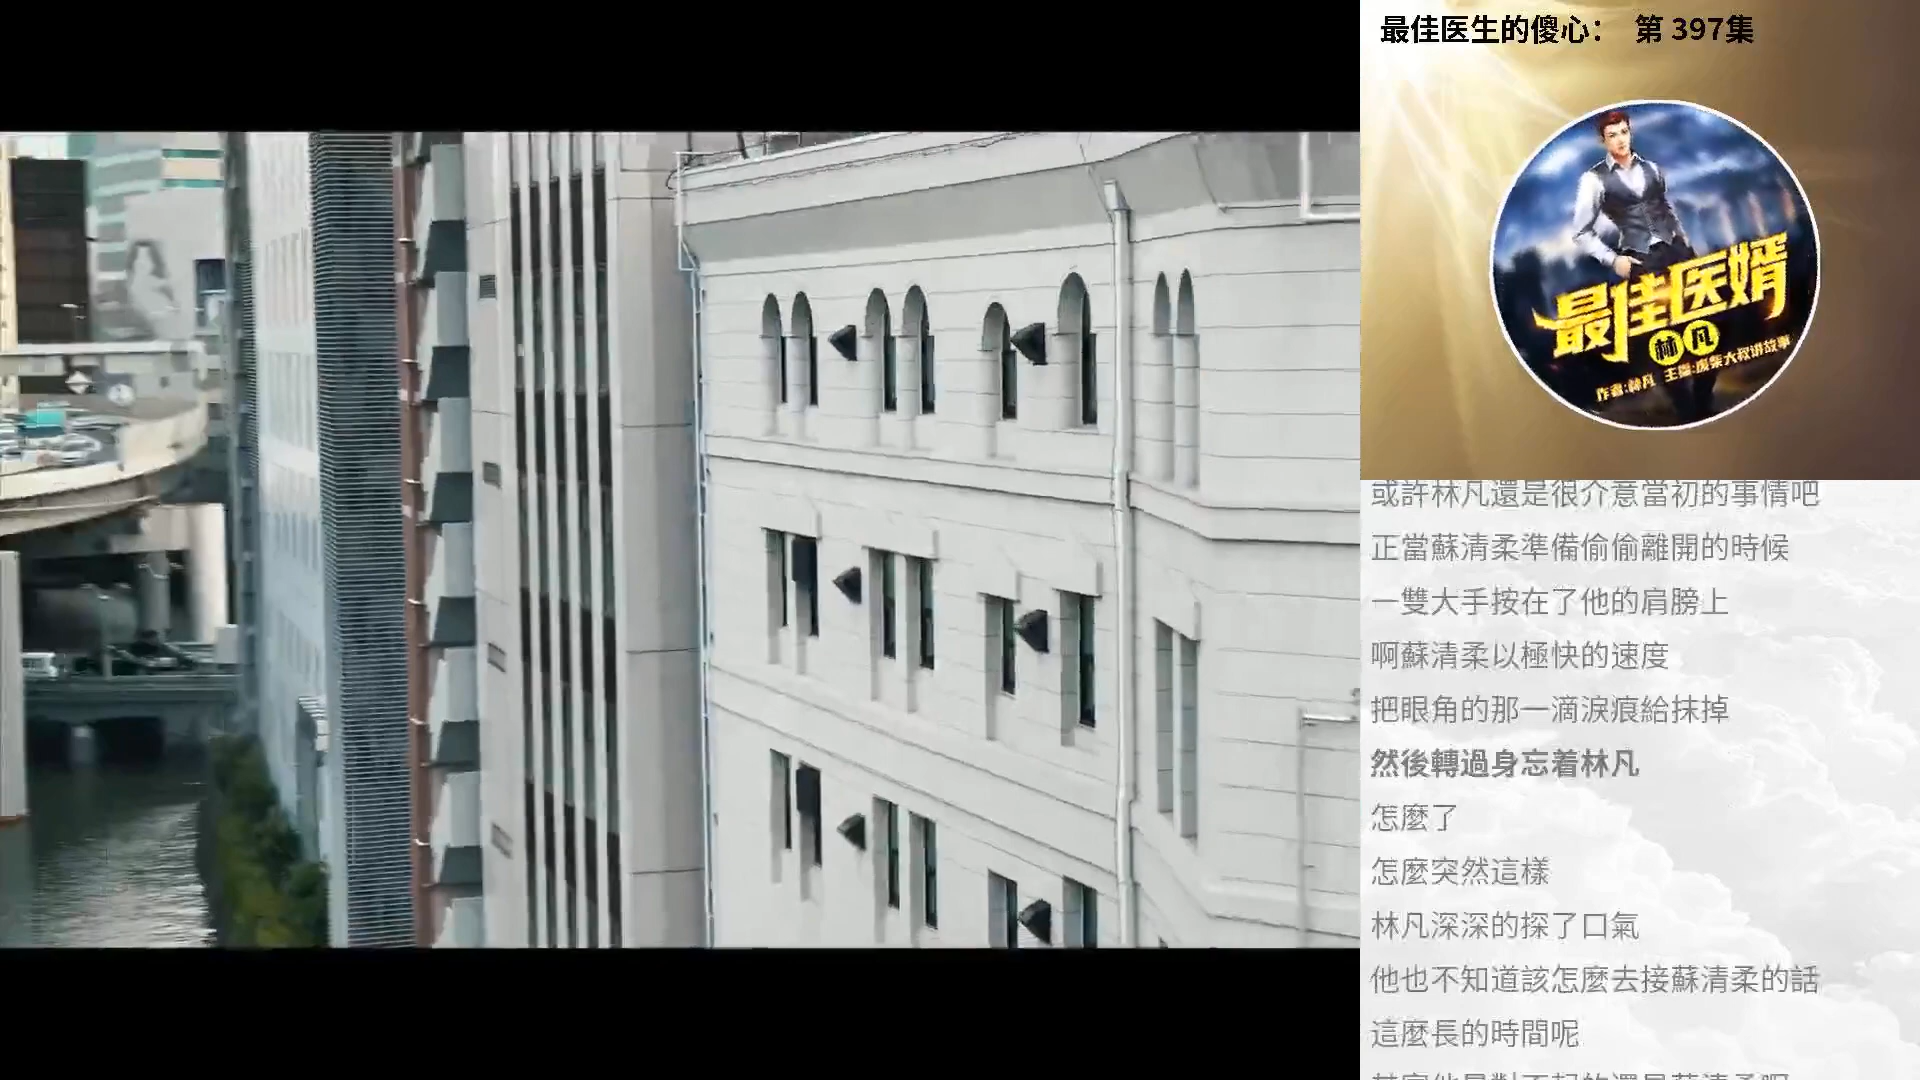 最佳医生的傻心： 第 397集
最佳医婿
林凡
作者:林凡 主播:废柴大叔讲故事
或許林凡還是很介意當初的事情吧
正當蘇清柔準備偷偷離開的時候
一雙大手按在了他的肩膀上
啊蘇清柔以極快的速度
把眼角的那一滴淚痕給抹掉
然後轉過身忘着林凡
怎麼了
怎麼突然這樣
林凡深深的探了口氣
他也不知道該怎麼去接蘇清柔的話
這麼長的時間呢